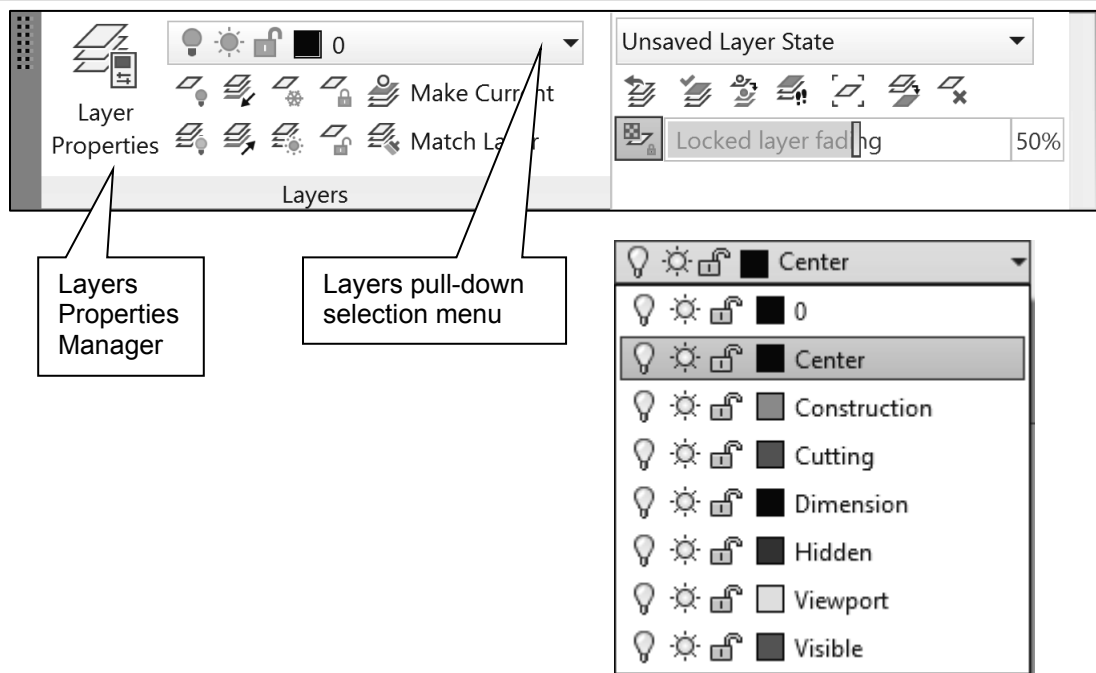 0
Layer
Properties
Make Current
Match Layer
Layers
Unsaved Layer State
Locked layer fading
50%
Layers
Properties
Manager
Layers pull-down
selection menu
Center
0
Center
Construction
Cutting
Dimension
Hidden
Viewport
Visible